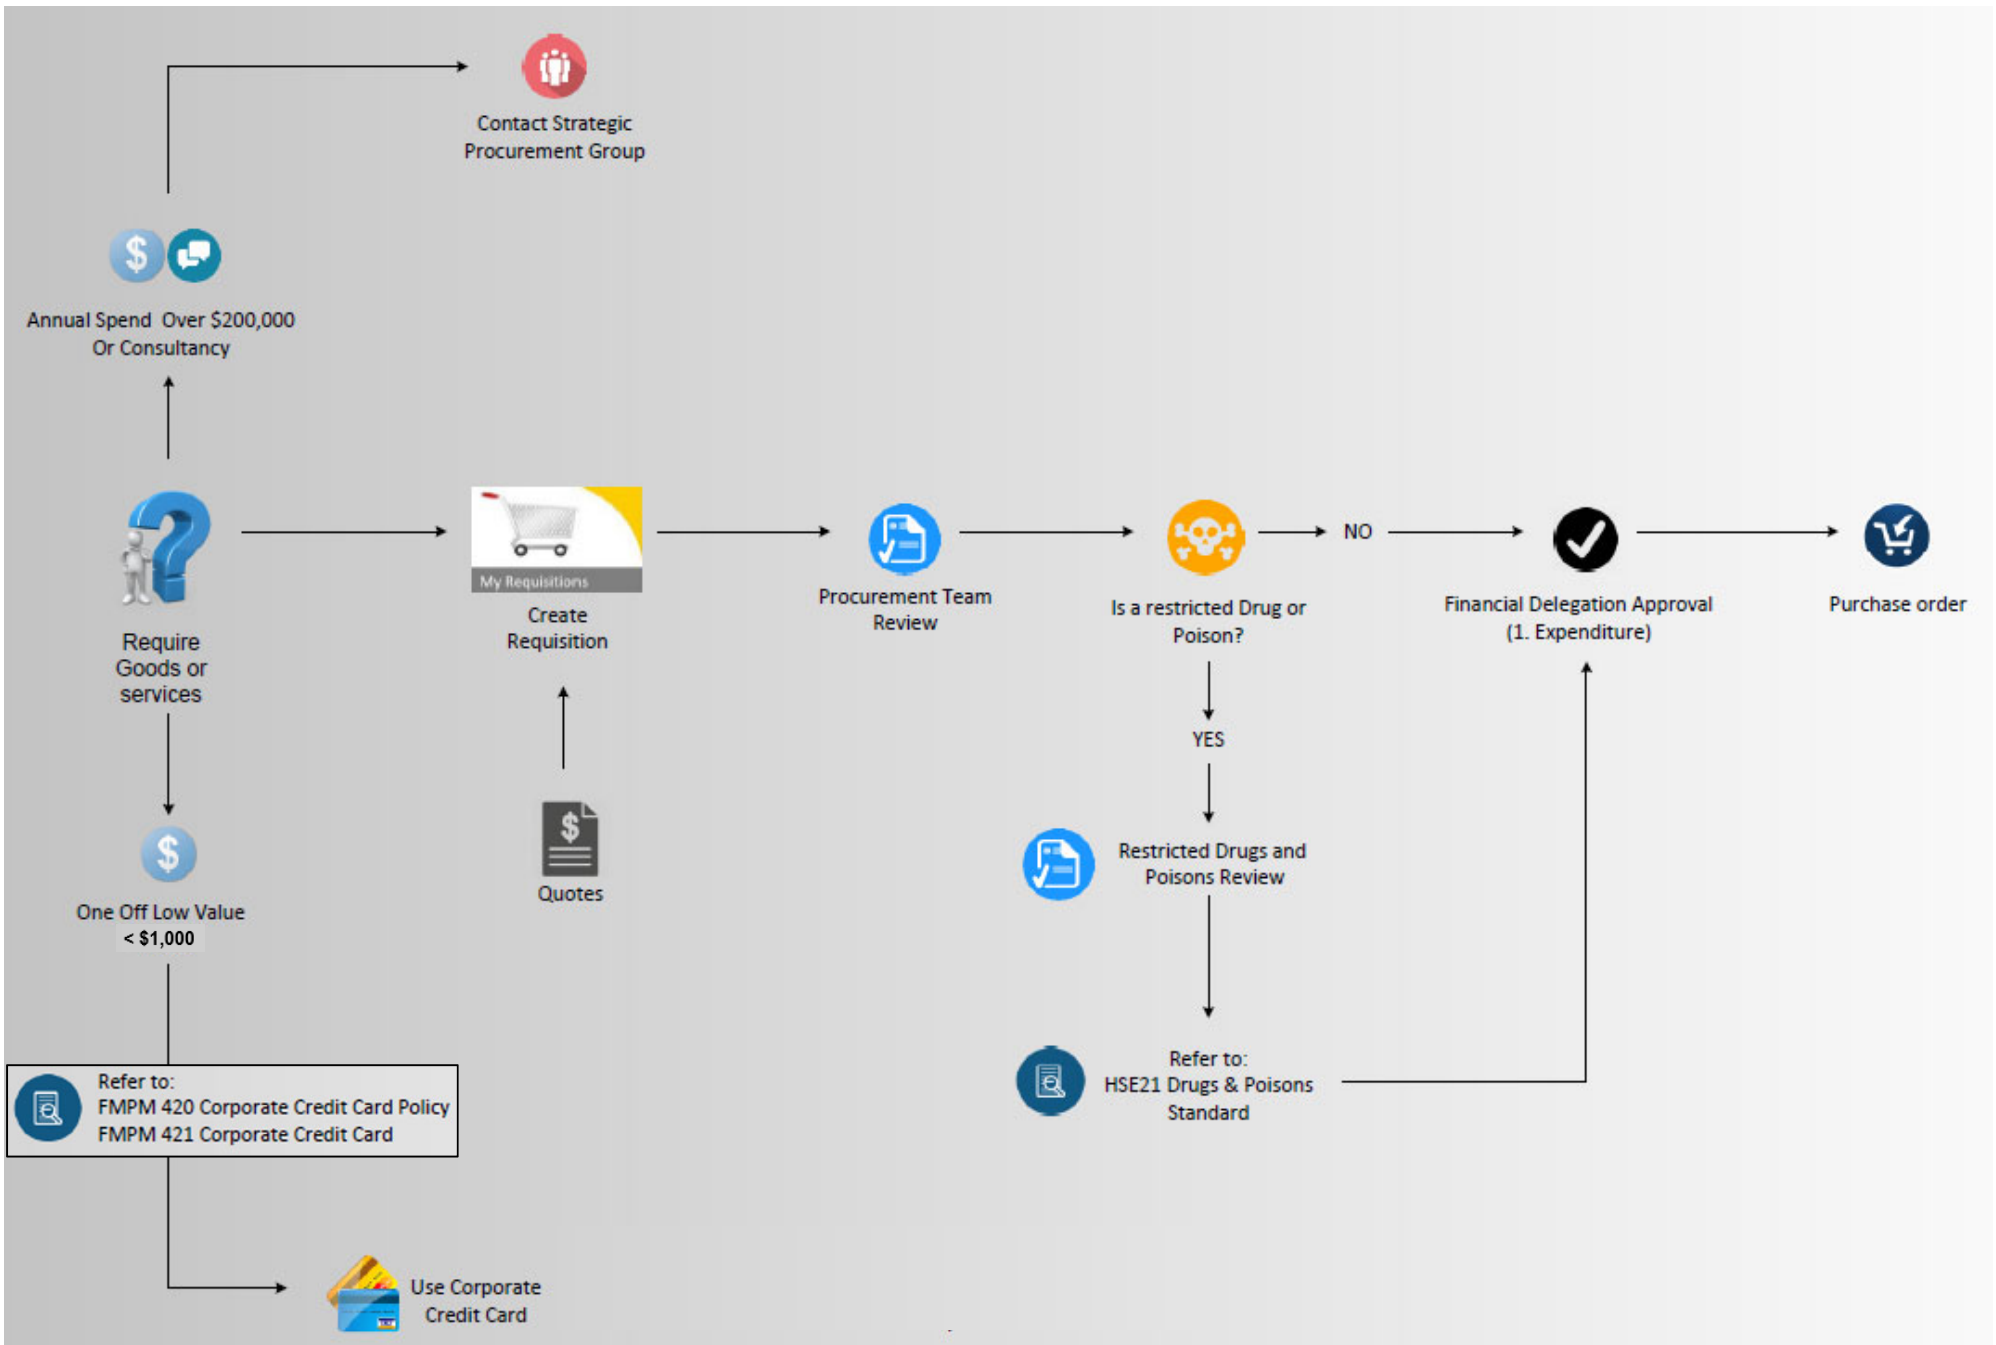 Contact Strategic
Procurement Group
$
Annual Spend Over $200,000
Or Consultancy
?
Require
Goods or
services
My Requisitions
Create
Requisition
Procurement Team
Review
Is a restricted Drug or
Poison?
NO
Financial Delegation Approval
(1. Expenditure)
Purchase order
YES
$
One Off Low Value
< $1,000
$
Quotes
Restricted Drugs and
Poisons Review
Refer to:
HSE21 Drugs & Poisons
Standard
Refer to:
FMPM 420 Corporate Credit Card Policy
FMPM 421 Corporate Credit Card
Use Corporate
Credit Card